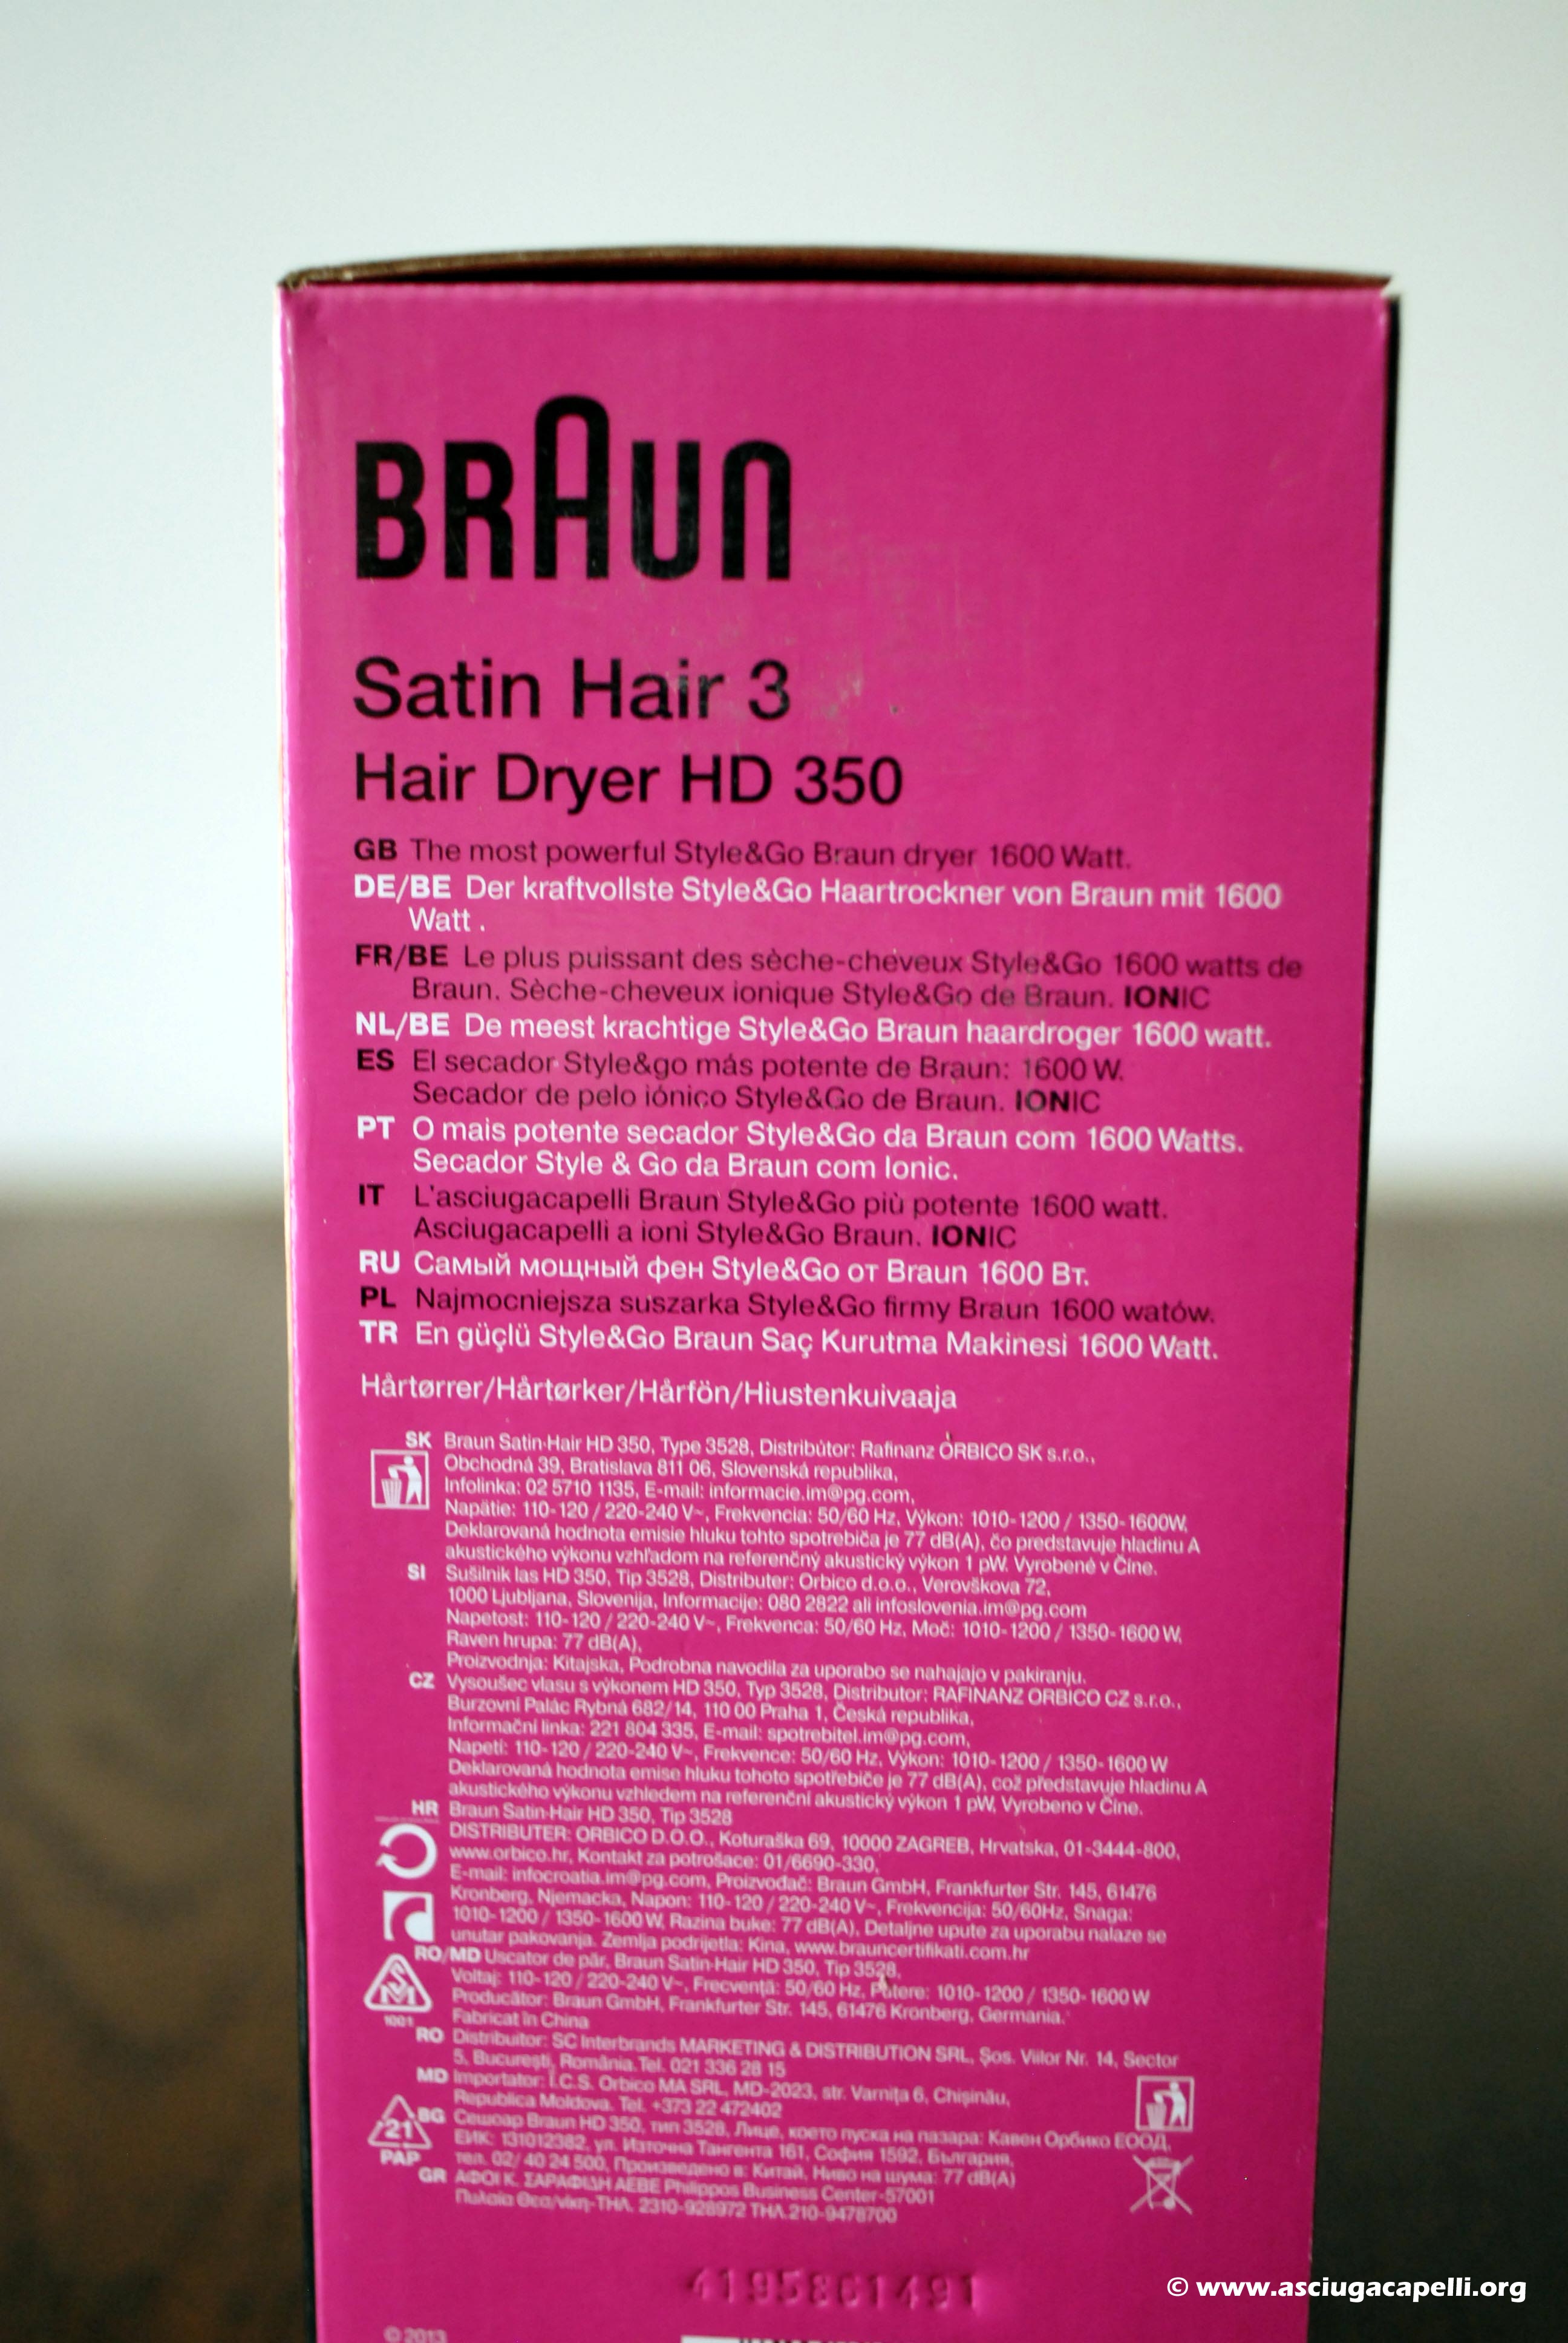 BRAUN
Satin Hair 3
Hair Dryer HD 350
GB The most powerful Style&Go Braun dryer 1600 Watt.
DE/BE Der kraftvollste Style&Go Haartrockner von Braun mit 1600
Watt .
FR/BE Le plus puissant des sèche-cheveux Style&Go 1600 watts de
Braun. Sèche-cheveux ionique Style&Go de Braun. IONIC
NL/BE De meest krachtige Style&Go Braun haardroger 1600 watt.
ES El secador Style&go más potente de Braun: 1600 W.
Secador de pelo iónico Style&Go de Braun. IONIC
PT O mais potente secador Style&Go da Braun com 1600 Watts.
Secador Style & Go da Braun com Ionic.
IT L'asciugacapelli Braun Style&Go più potente 1600 watt.
Asciugacapelli a ioni Style&Go Braun. IONIC
RU Самый мощный фен Style&Go от Braun 1600 Вт.
PL Najmocniejsza suszarka Style&Go firmy Braun 1600 watów.
TR En güçlü Style&Go Braun Saç Kurutma Makinesi 1600 Watt.
Hårtørrer/Hårtørker/Hårfön/Hiustenkuivaaja
SK Braun Satin-Hair HD 350, Type 3528, Distribútor: Rafinanz ORBICO SK s.r.o.,
Obchodná 39, Bratislava 811 06, Slovenská republika,
Infolinka: 02 5710 1135, E-mail: informacie.im@pg.com,
Napätie: 110-120 / 220-240 V~, Frekvencia: 50/60 Hz, Výkon: 1010-1200 / 1350-1600W,
Deklarovaná hodnota emisie hluku tohto spotrebiča je 77 dB(A), čo predstavuje hladinu A
akustického výkonu vzhľadom na referenčný akustický výkon 1 pW. Vyrobené v Číne.
SI Sušilnik las HD 350, Tip 3528, Distributer: Orbico d.o.o., Verovškova 72,
1000 Ljubljana, Slovenija, Informacije: 080 2822 ali infoslovenia.im@pg.com
Napetost: 110-120 / 220-240 V~, Frekvenca: 50/60 Hz, Moč: 1010-1200 / 1350-1600 W,
Raven hrupa: 77 dB(A),
Proizvodnja: Kitajska, Podrobna navodila za uporabo se nahajajo v pakiranju.
CZ Vysoušec vlasu s výkonem HD 350, Typ 3528, Distributor: RAFINANZ ORBICO CZ s.r.o.,
Burzovní Palác Rybná 682/14, 110 00 Praha 1, Česká republika,
Informační linka: 221 804 335, E-mail: spotrebitel.im@pg.com,
Napetí: 110-120 / 220-240 V~, Frekvence: 50/60 Hz, Výkon: 1010-1200 / 1350-1600 W
Deklarovaná hodnota emise hluku tohoto spotřebiče je 77 dB(A), což představuje hladinu A
akustického výkonu vzhledem na referenční akustický výkon 1 pW, Vyrobeno v Číne.
HR Braun Satin-Hair HD 350, Tip 3528
DISTRIBUTER: ORBICO D.O.O., Koturaška 69, 10000 ZAGREB, Hrvatska, 01-3444-800,
www.orbico.hr, Kontakt za potrošace: 01/6690-330,
E-mail: infocroatia.im@pg.com, Proizvođač: Braun GmbH, Frankfurter Str. 145, 61476
Kronberg, Njemacka, Napon: 110-120 / 220-240 V~, Frekvencija: 50/60Hz, Snaga:
1010-1200 / 1350-1600 W, Razina buke: 77 dB(A), Detaljne upute za uporabu nalaze se
unutar pakovanja. Zemlja podrijetla: Kina, www.brauncertifikati.com.hr
RO/MD Uscator de păr, Braun Satin-Hair HD 350, Tip 3528,
Voltaj: 110-120 / 220-240 V~, Frecvență: 50/60 Hz, Putere: 1010-1200 / 1350-1600 W
Producător: Braun GmbH, Frankfurter Str. 145, 61476 Kronberg, Germania.
1001 Fabricat în China
RO Distribuitor: SC Interbrands MARKETING & DISTRIBUTION SRL, Șos. Viilor Nr. 14, Sector
5, București, România.Tel. 021 336 28 15
MD Importator: Î.C.S. Orbico MA SRL, MD-2023, str. Varnița 6, Chișinău,
Republica Moldova. Tel. +373 22 472402
BG Сешоар Braun HD 350, тип 3528, Лице, което пуска на пазара: Кавен Орбико ЕООД,
21 ЕИК: 131012382, ул. Източна Тангента 161, София 1592, България,
PAP тел. 02/ 40 24 500, Произведено в: Китай, Ниво на шума: 77 dB(A)
GR ΑΦΟΙ Κ. ΣΑΡΑΦΙΔΗ ΑΕΒΕ Philippos Business Center-57001
Πυλαία Θεσ/νίκη-ΤΗΛ. 2310-928972 ΤΗΛ.210-9478700
4195861491
© 2013
© www.asciugacapelli.org